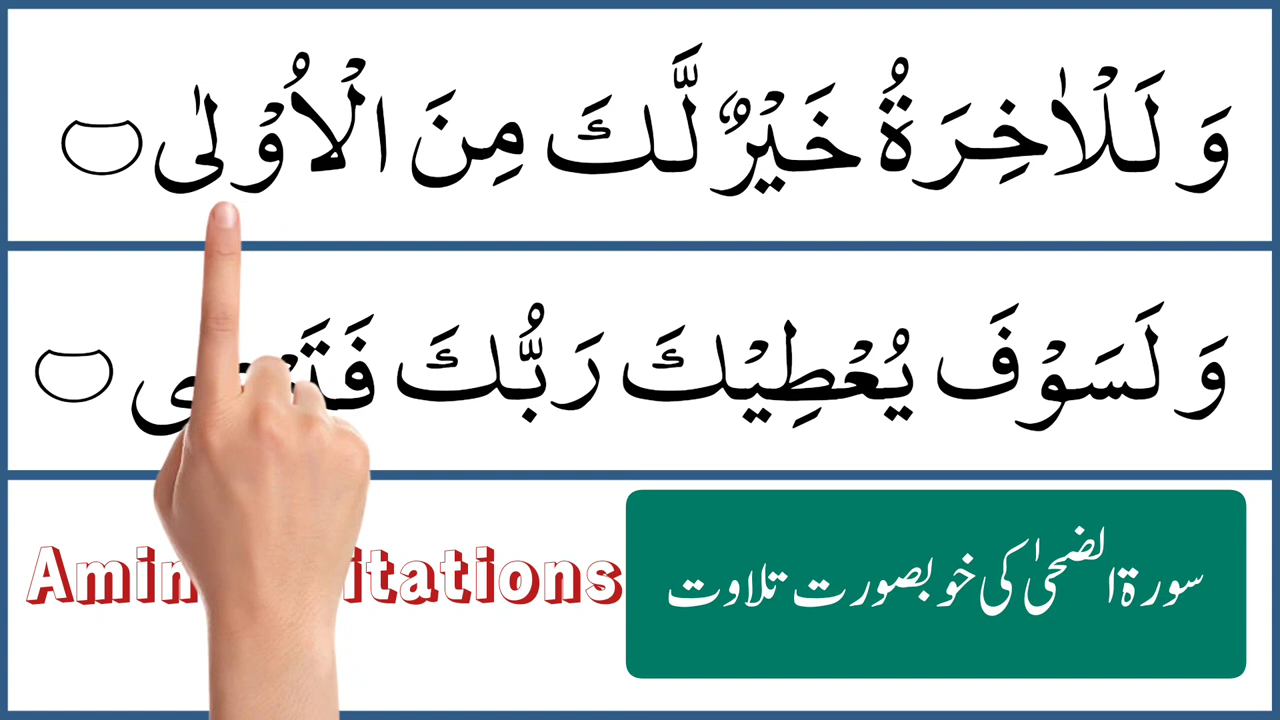 وَ لَلْاٰخِرَةُ خَيْرٌ لَّكَ مِنَ الْاُوْلٰى
وَ لَسَوْفَ يُعْطِيْكَ رَبُّكَ
سورۃ الضحیٰ کی خوبصورت تلاوت